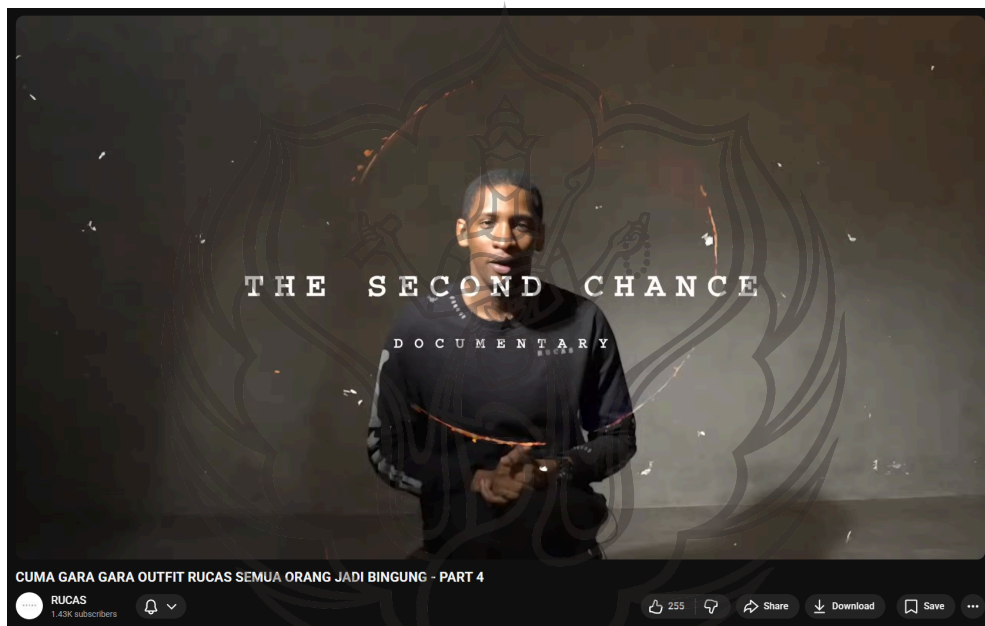 THE SECOND CHANCE
DOCUMENTARY
RUCAS
CUMA GARA GARA OUTFIT RUCAS SEMUA ORANG JADI BINGUNG - PART 4
RUCAS
1.43K subscribers
255
Share
Download
Save